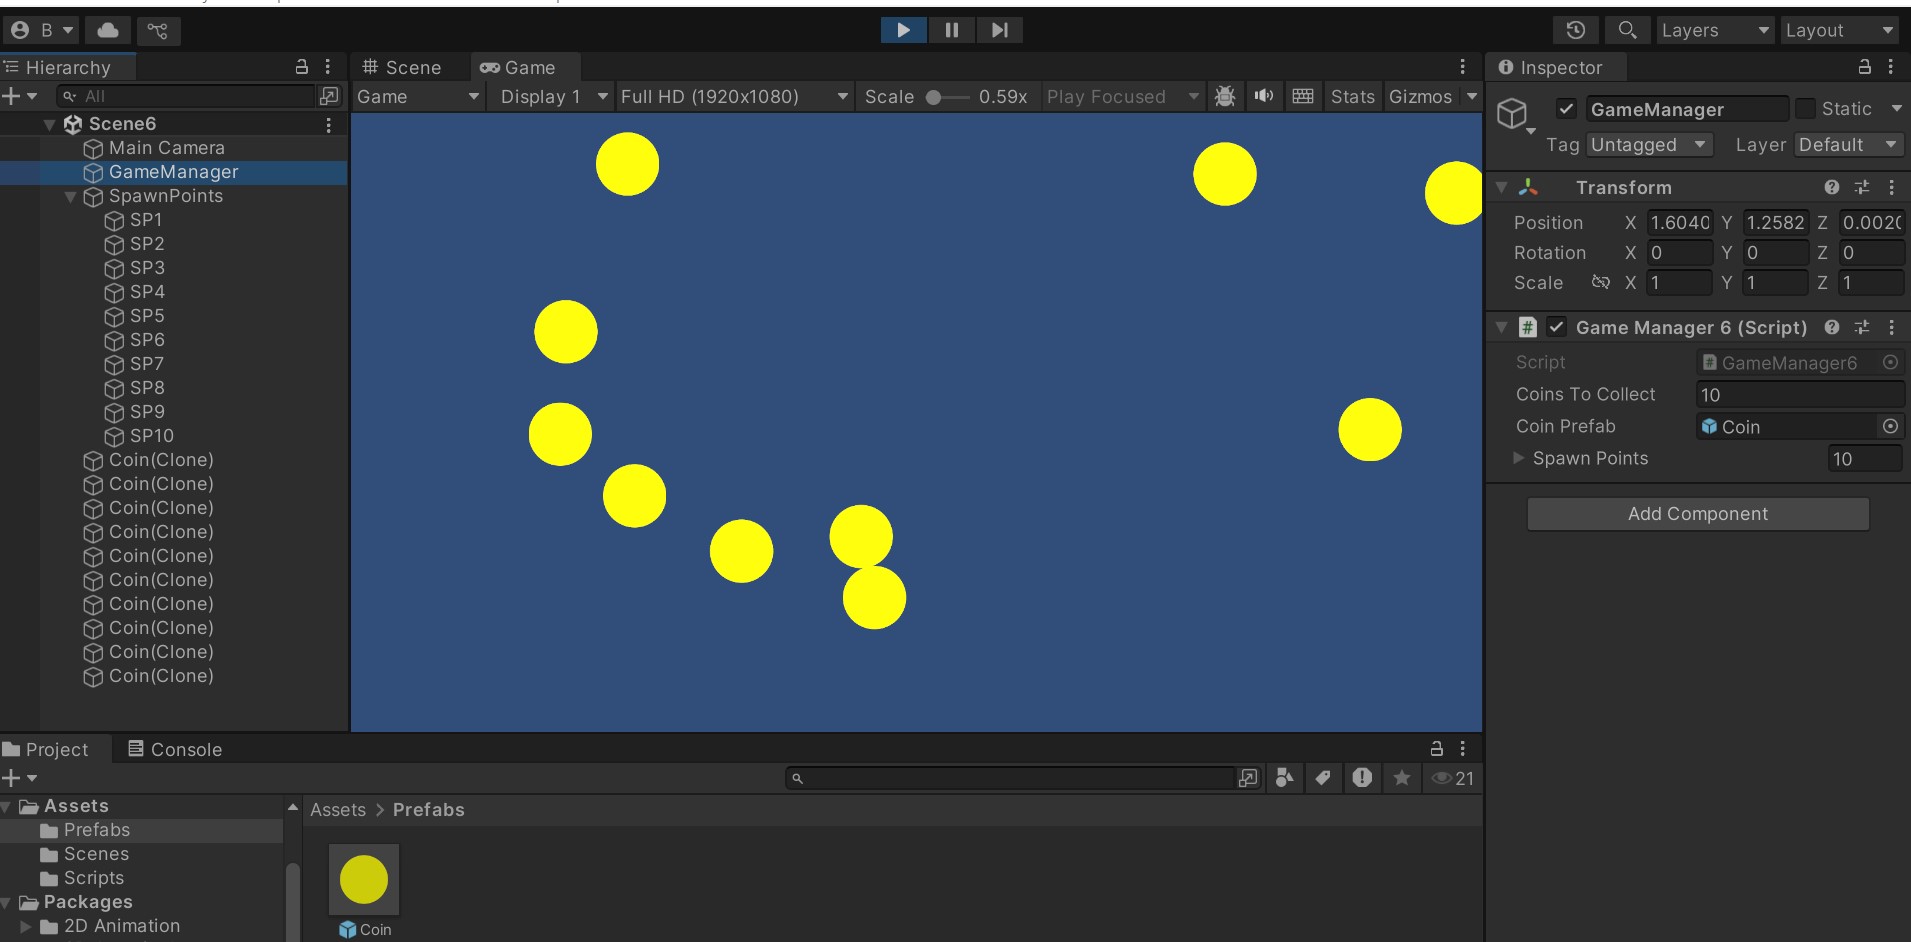 B
Layers
Layout
Hierarchy
All
Scene6
Main Camera
GameManager
SpawnPoints
SP1
SP2
SP3
SP4
SP5
SP6
SP7
SP8
SP9
SP10
Coin(Clone)
Coin(Clone)
Coin(Clone)
Coin(Clone)
Coin(Clone)
Coin(Clone)
Coin(Clone)
Coin(Clone)
Coin(Clone)
Coin(Clone)
Scene
Game
Game
Display 1
Full HD (1920x1080)
Scale
0.59x
Play Focused
Stats
Gizmos
Inspector
GameManager
Static
Tag Untagged
Layer Default
Transform
Position X 1.6040 Y 1.2582 Z 0.0020
Rotation X 0 Y 0 Z 0
Scale X 1 Y 1 Z 1
# Game Manager 6 (Script)
Script GameManager6
Coins To Collect 10
Coin Prefab Coin
Spawn Points 10
Add Component
Project
Console
21
Assets
Prefabs
Scenes
Scripts
Packages
2D Animation
Assets > Prefabs
Coin